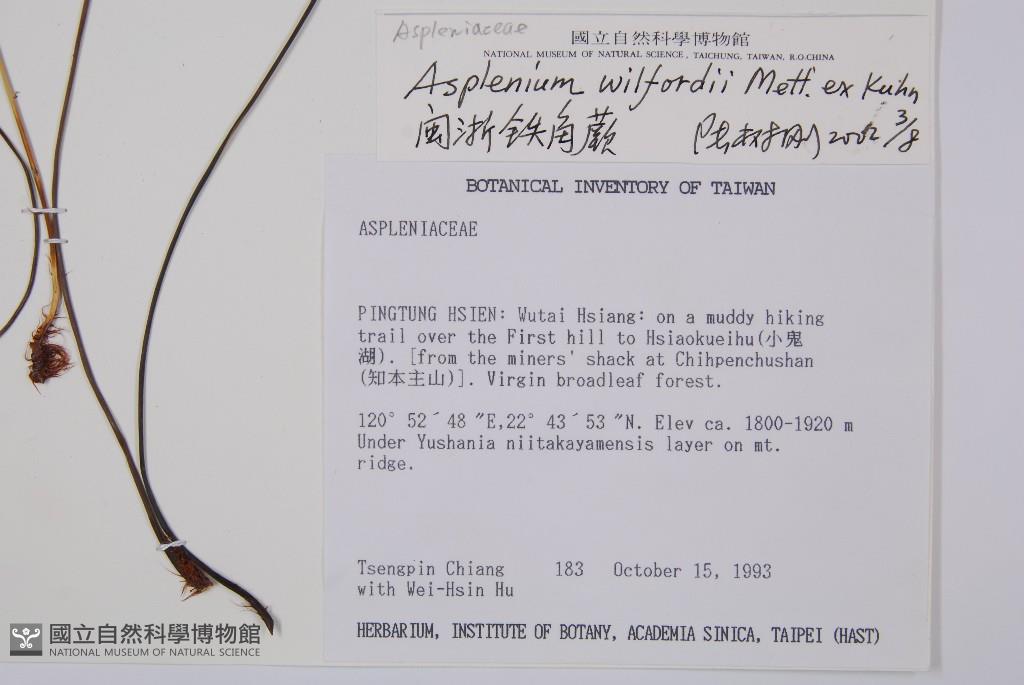 Aspleniaceae
國立自然科學博物館
NATIONAL MUSEUM OF NATURAL SCIENCE, TAICHUNG, TAIWAN, R.O.CHINA
Asplenium wilfordii Mett. ex Kuhn
闽浙铁角蕨 2002 3/8
BOTANICAL INVENTORY OF TAIWAN
ASPLENIACEAE
PINGTUNG HSIEN: Wutai Hsiang: on a muddy hiking
trail over the First hill to Hsiaokueihu(小鬼
湖). [from the miners' shack at Chihpenchushan
(知本主山)]. Virgin broadleaf forest.
120° 52´48 "E,22° 43´53 "N. Elev ca. 1800-1920 m
Under Yushania niitakayamensis layer on mt.
ridge.
Tsengpin Chiang 183 October 15, 1993
with Wei-Hsin Hu
HERBARIUM, INSTITUTE OF BOTANY, ACADEMIA SINICA, TAIPEI (HAST)
國立自然科學博物館
NATIONAL MUSEUM OF NATURAL SCIENCE